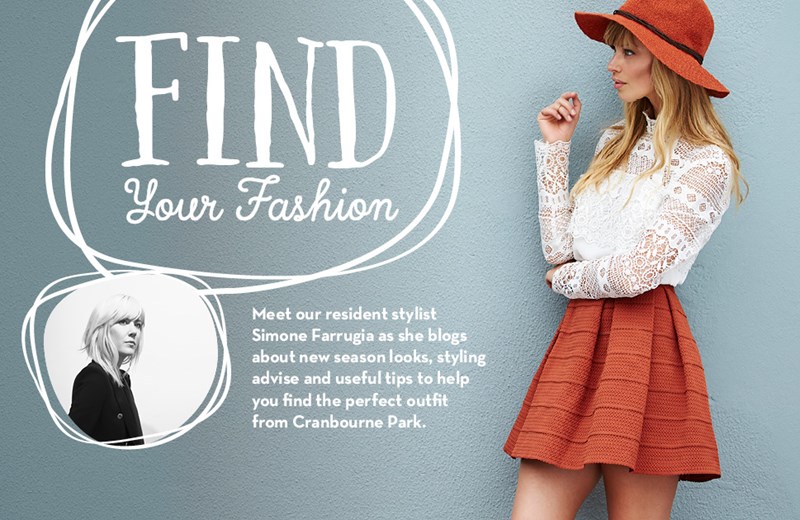 FIND
Your Fashion
Meet our resident stylist
Simone Farrugia as she blogs
about new season looks, styling
advise and useful tips to help
you find the perfect outfit
from Cranbourne Park.